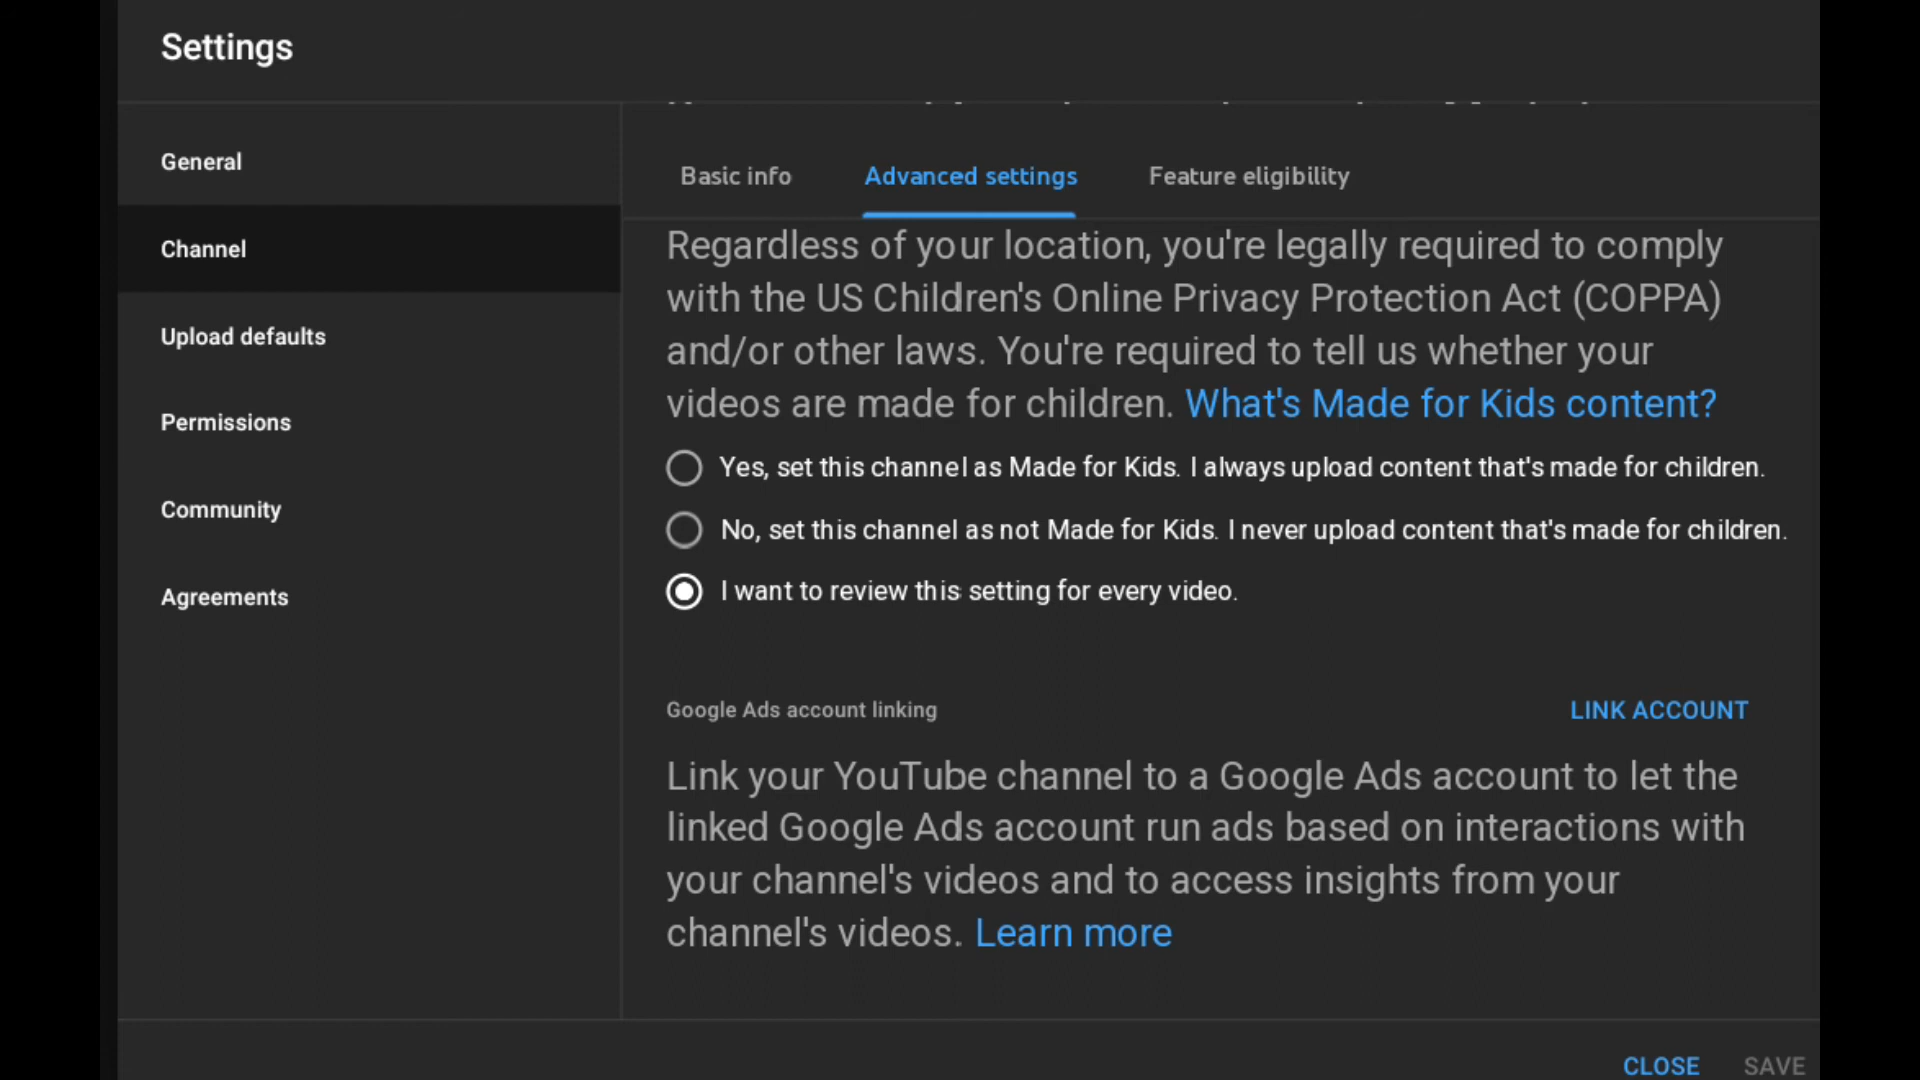 Settings
General
Channel
Upload defaults
Permissions
Community
Agreements
Basic info
Advanced settings
Feature eligibility
Regardless of your location, you're legally required to comply
with the US Children's Online Privacy Protection Act (COPPA)
and/or other laws. You're required to tell us whether your
videos are made for children. What's Made for Kids content?
Yes, set this channel as Made for Kids. I always upload content that's made for children.
No, set this channel as not Made for Kids. I never upload content that's made for children.
I want to review this setting for every video.
Google Ads account linking
LINK ACCOUNT
Link your YouTube channel to a Google Ads account to let the
linked Google Ads account run ads based on interactions with
your channel's videos and to access insights from your
channel's videos. Learn more
CLOSE
SAVE